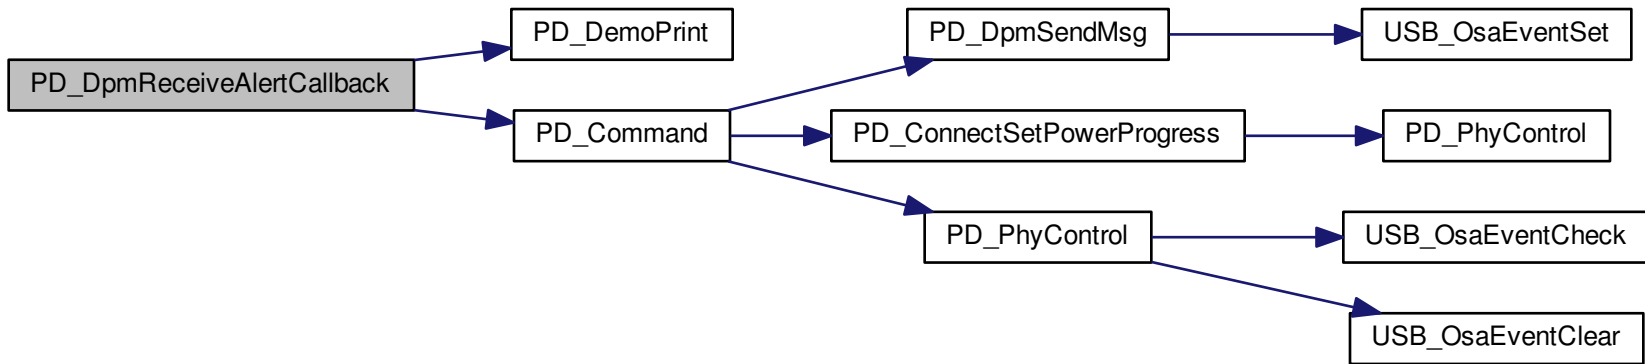 PD_DpmReceiveAlertCallback
PD_DemoPrint
PD_Command
PD_DpmSendMsg
USB_OsaEventSet
PD_ConnectSetPowerProgress
PD_PhyControl
PD_PhyControl
USB_OsaEventCheck
USB_OsaEventClear